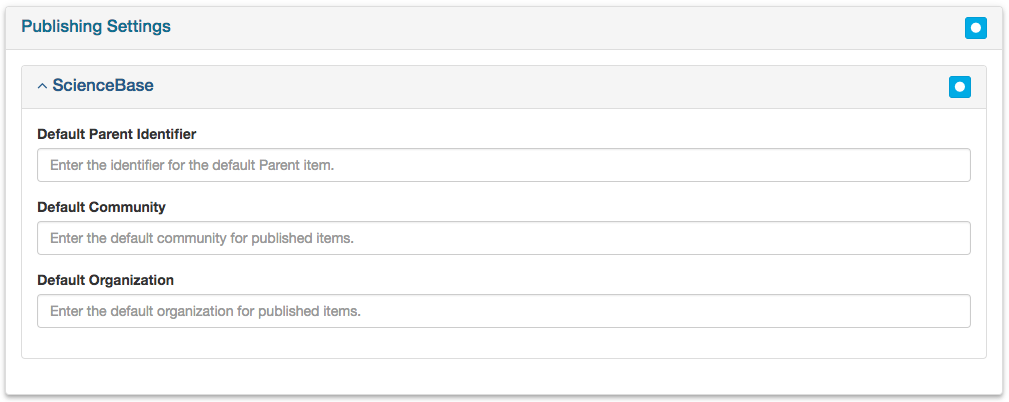 Publishing Settings
ScienceBase
Default Parent Identifier
Enter the identifier for the default Parent item.
Default Community
Enter the default community for published items.
Default Organization
Enter the default organization for published items.